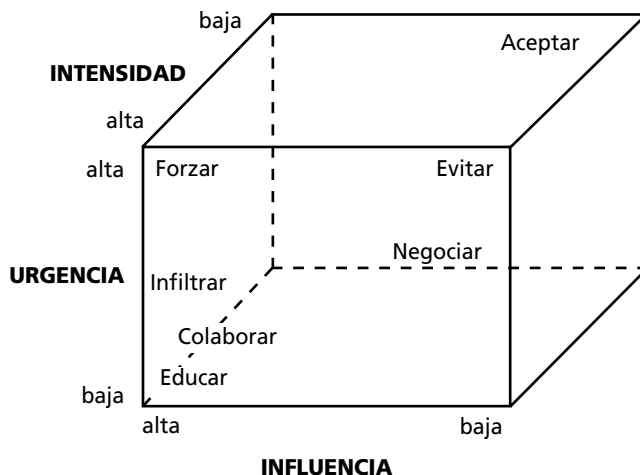 baja
Aceptar
INTENSIDAD
alta
alta
Forzar
Evitar
Negociar
URGENCIA
Infiltrar
Colaborar
Educar
baja
alta
baja
INFLUENCIA